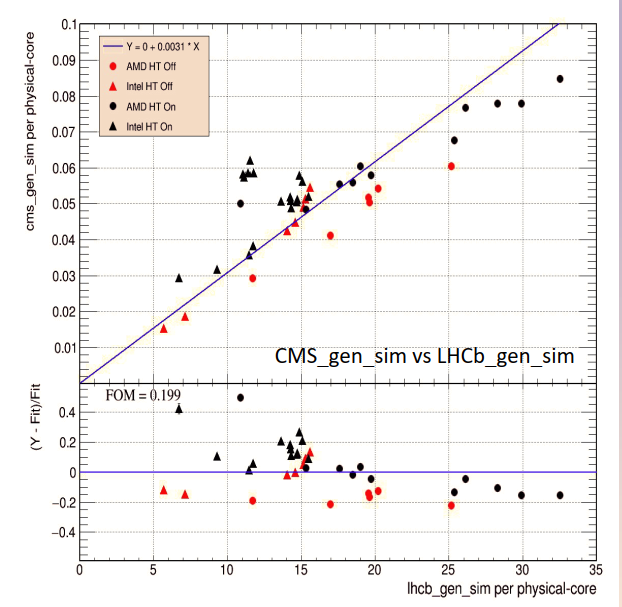 0.1
0.09
0.08
0.07
0.06
0.05
0.04
0.03
0.02
0.01
cms_gen_sim per physical-core
Y = 0 + 0.0031 * X
AMD HT Off
Intel HT Off
AMD HT On
Intel HT On
CMS_gen_sim vs LHCb_gen_sim
FOM = 0.199
(Y - Fit)/Fit
0.4
0.2
0
−0.2
−0.4
0 5 10 15 20 25 30 35
lhcb_gen_sim per physical-core